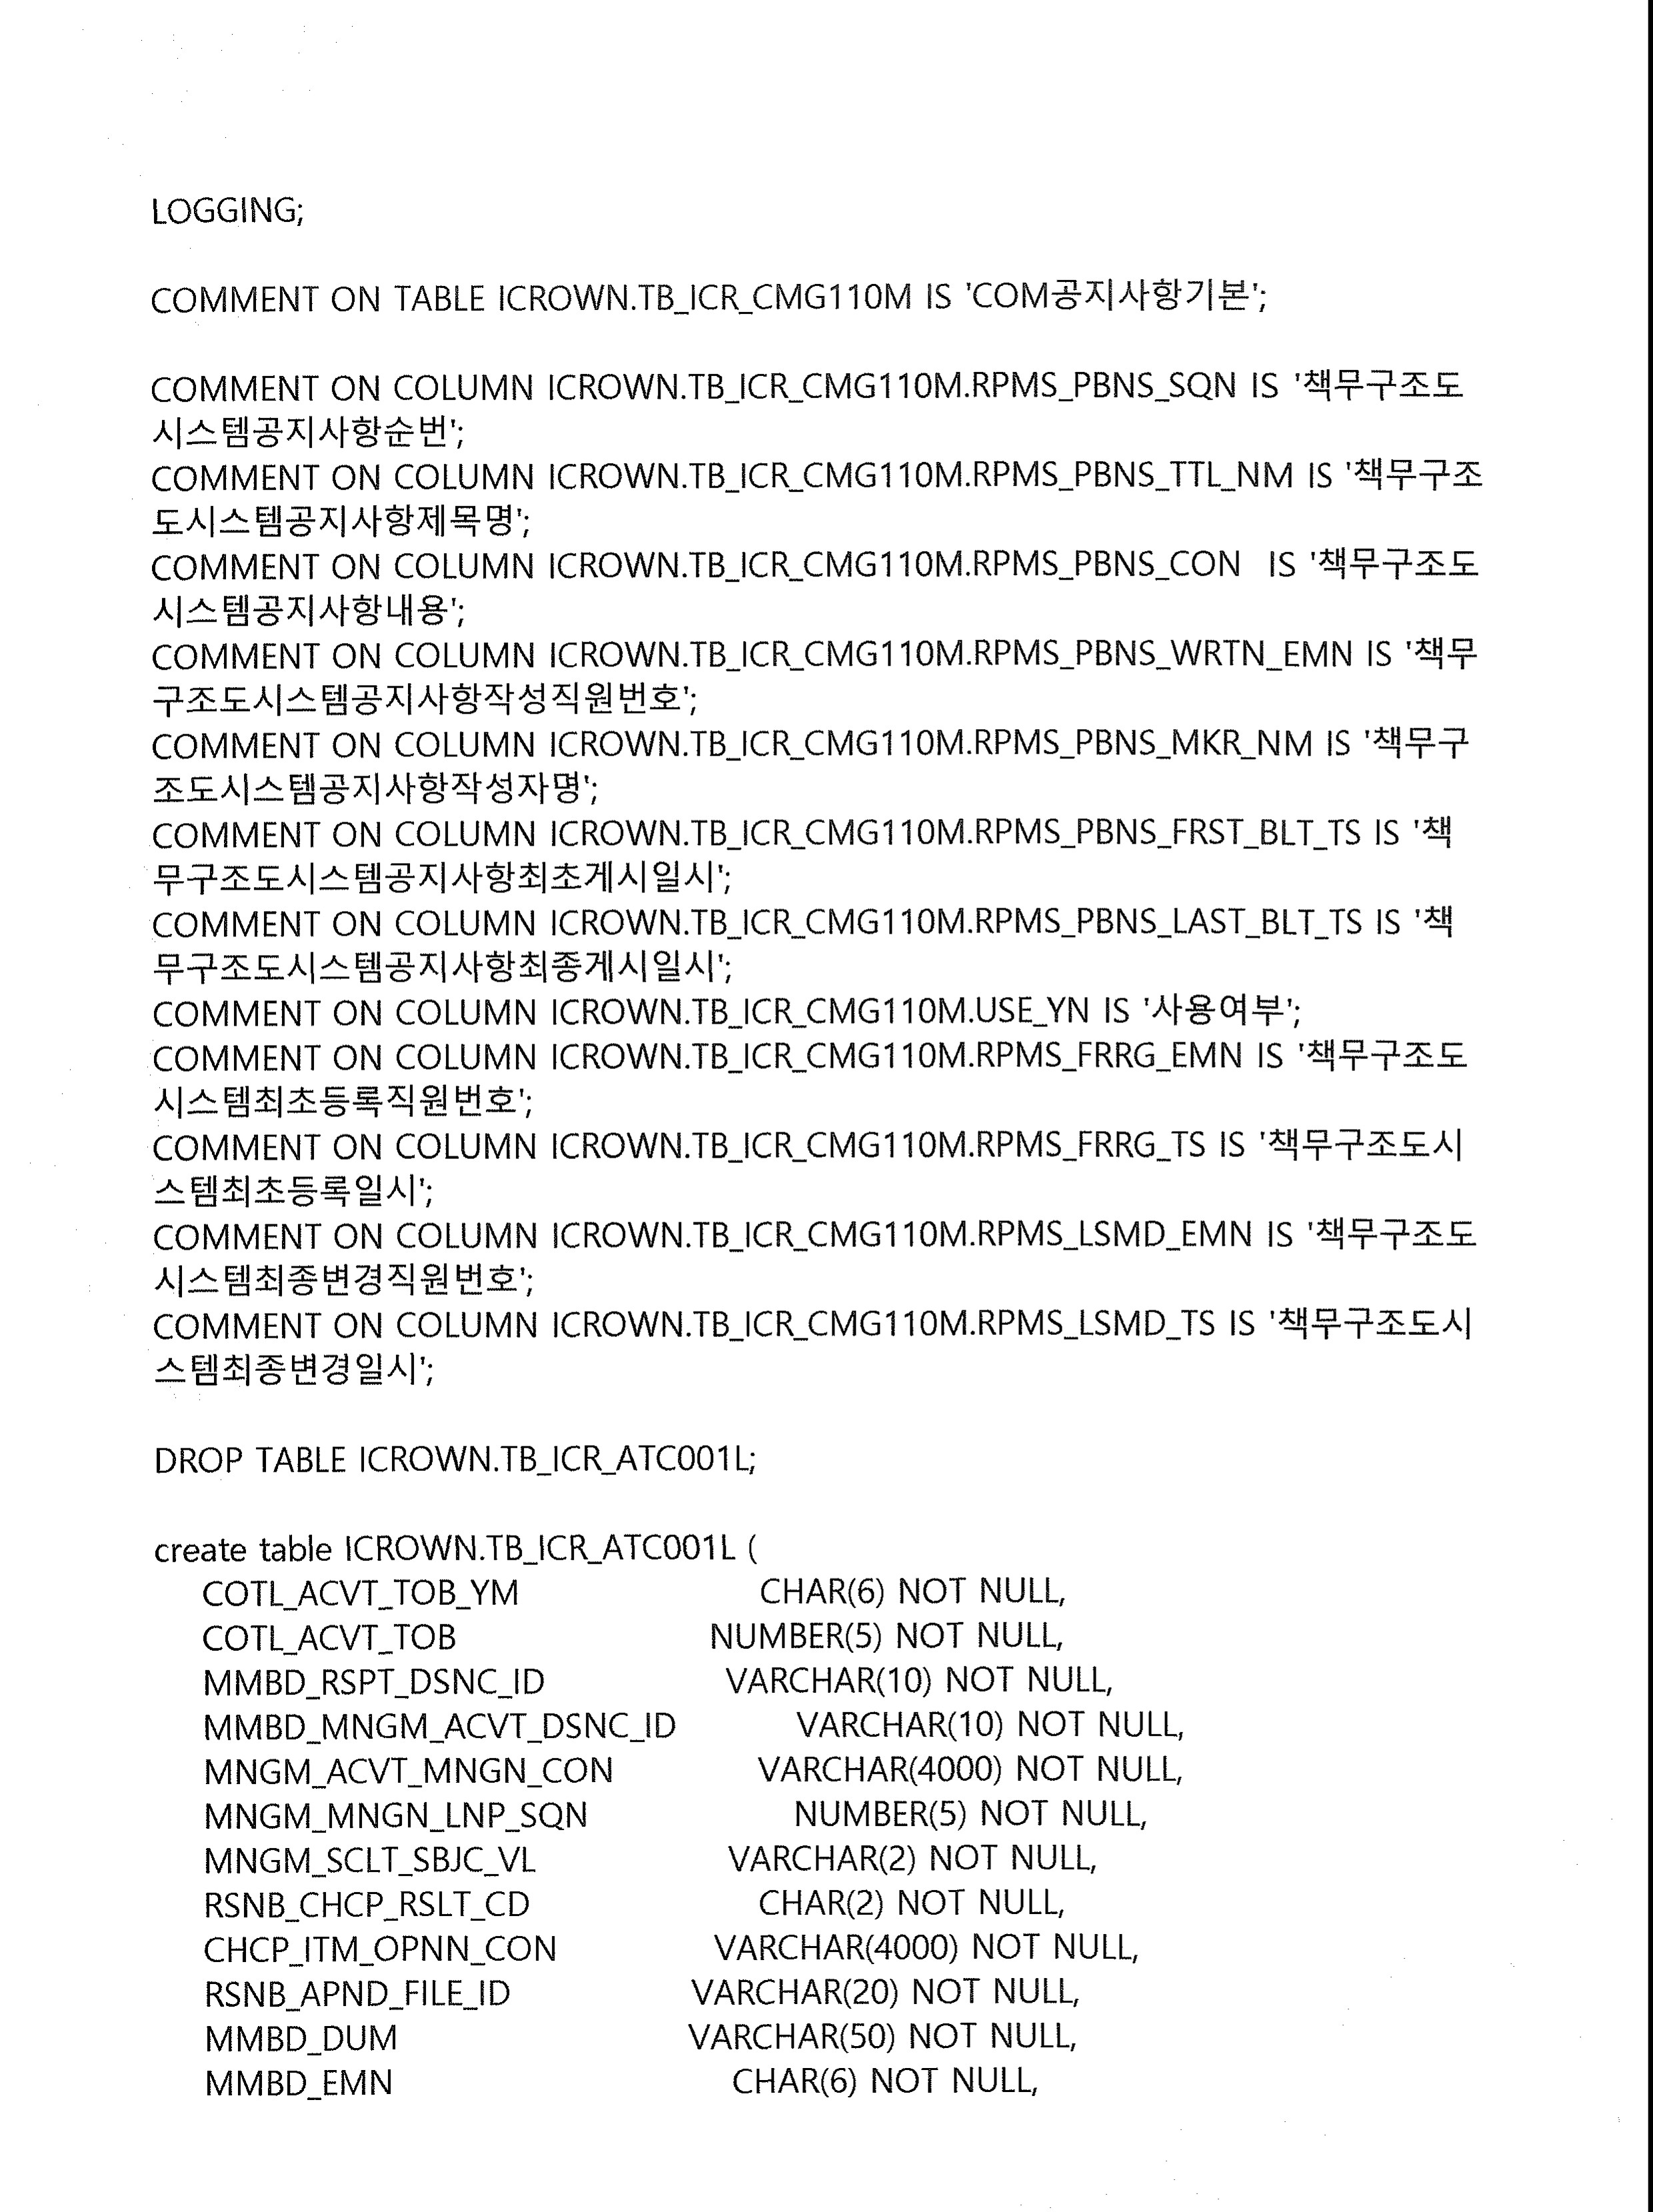 LOGGING;
COMMENT ON TABLE ICROWN.TB_ICR_CMG110M IS 'COM공지사항기본';
COMMENT ON COLUMN ICROWN.TB_ICR_CMG110M.RPMS_PBNS_SQN IS '책무구조도
시스템공지사항순번';
COMMENT ON COLUMN ICROWN.TB_ICR_CMG110M.RPMS_PBNS_TTL_NM IS '책무구조
도시스템공지사항제목명';
COMMENT ON COLUMN ICROWN.TB_ICR_CMG110M.RPMS_PBNS_CON  IS '책무구조도
시스템공지사항내용';
COMMENT ON COLUMN ICROWN.TB_ICR_CMG110M.RPMS_PBNS_WRTN_EMN IS '책무
구조도시스템공지사항작성직원번호';
COMMENT ON COLUMN ICROWN.TB_ICR_CMG110M.RPMS_PBNS_MKR_NM IS '책무구
조도시스템공지사항작성자명';
COMMENT ON COLUMN ICROWN.TB_ICR_CMG110M.RPMS_PBNS_FRST_BLT_TS IS '책
무구조도시스템공지사항최초게시일시';
COMMENT ON COLUMN ICROWN.TB_ICR_CMG110M.RPMS_PBNS_LAST_BLT_TS IS '책
무구조도시스템공지사항최종게시일시';
COMMENT ON COLUMN ICROWN.TB_ICR_CMG110M.USE_YN IS '사용여부';
COMMENT ON COLUMN ICROWN.TB_ICR_CMG110M.RPMS_FRRG_EMN IS '책무구조도
시스템최초등록직원번호';
COMMENT ON COLUMN ICROWN.TB_ICR_CMG110M.RPMS_FRRG_TS IS '책무구조도시
스템최초등록일시';
COMMENT ON COLUMN ICROWN.TB_ICR_CMG110M.RPMS_LSMD_EMN IS '책무구조도
시스템최종변경직원번호';
COMMENT ON COLUMN ICROWN.TB_ICR_CMG110M.RPMS_LSMD_TS IS '책무구조도시
스템최종변경일시';
DROP TABLE ICROWN.TB_ICR_ATC001L;
create table ICROWN.TB_ICR_ATC001L (
COTL_ACVT_TOB_YM CHAR(6) NOT NULL,
COTL_ACVT_TOB NUMBER(5) NOT NULL,
MMBD_RSPT_DSNC_ID VARCHAR(10) NOT NULL,
MMBD_MNGM_ACVT_DSNC_ID VARCHAR(10) NOT NULL,
MNGM_ACVT_MNGN_CON VARCHAR(4000) NOT NULL,
MNGM_MNGN_LNP_SQN NUMBER(5) NOT NULL,
MNGM_SCLT_SBJC_VL VARCHAR(2) NOT NULL,
RSNB_CHCP_RSLT_CD CHAR(2) NOT NULL,
CHCP_ITM_OPNN_CON VARCHAR(4000) NOT NULL,
RSNB_APND_FILE_ID VARCHAR(20) NOT NULL,
MMBD_DUM VARCHAR(50) NOT NULL,
MMBD_EMN CHAR(6) NOT NULL,